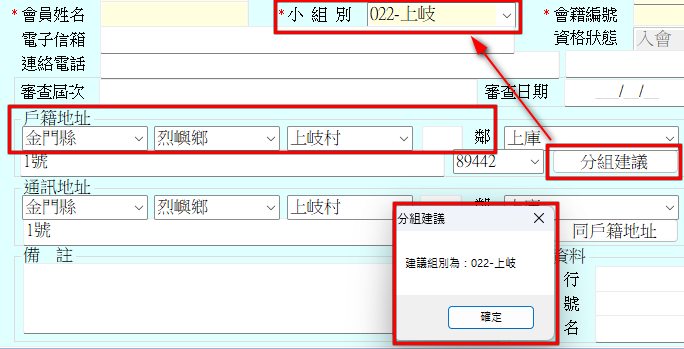 *會員姓名 *小組別 022-上岐 *會籍編號
電子信箱 資格狀態 入會
連絡電話
審查屆次 審查日期 / /
戶籍地址
金門縣 烈嶼鄉 上岐村 鄰 上庫
1號 89442 分組建議
通訊地址
金門縣 烈嶼鄉 上岐村
1號 同戶籍地址
分組建議
建議組別為：022-上岐
確定
備 註 資料
行
號
名